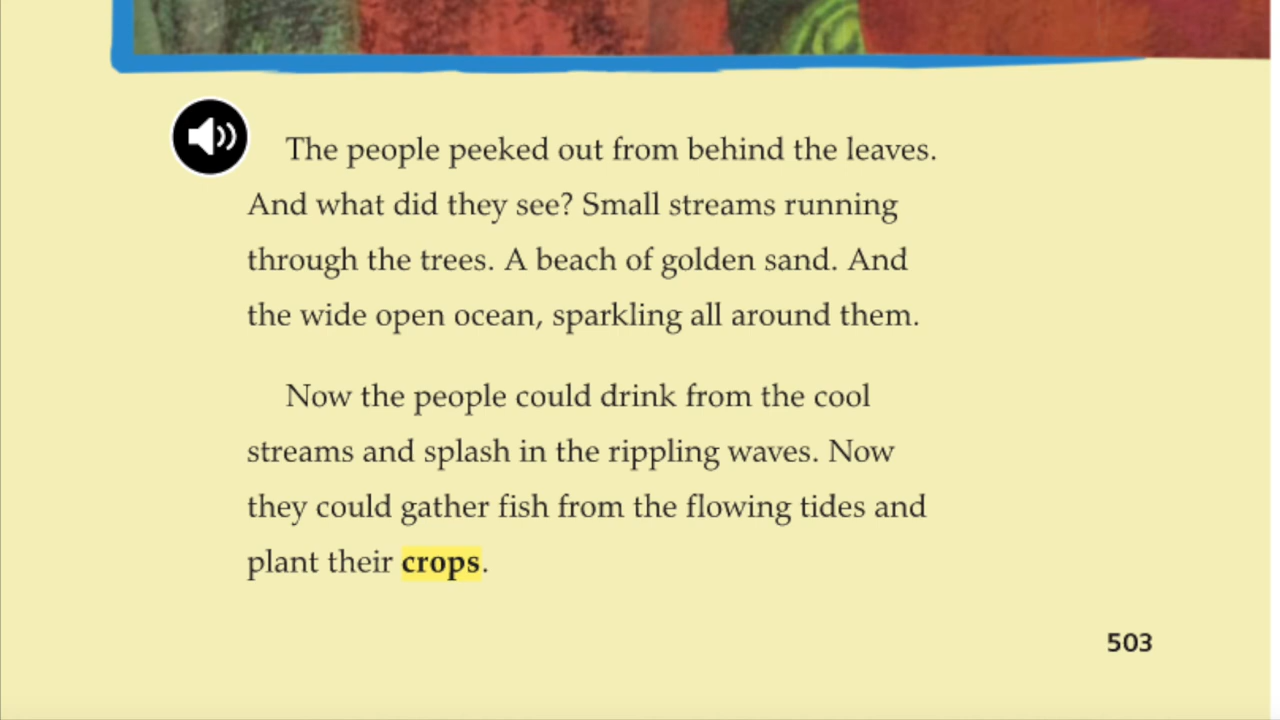 The people peeked out from behind the leaves.
And what did they see? Small streams running
through the trees. A beach of golden sand. And
the wide open ocean, sparkling all around them.
Now the people could drink from the cool
streams and splash in the rippling waves. Now
they could gather fish from the flowing tides and
plant their crops.
503